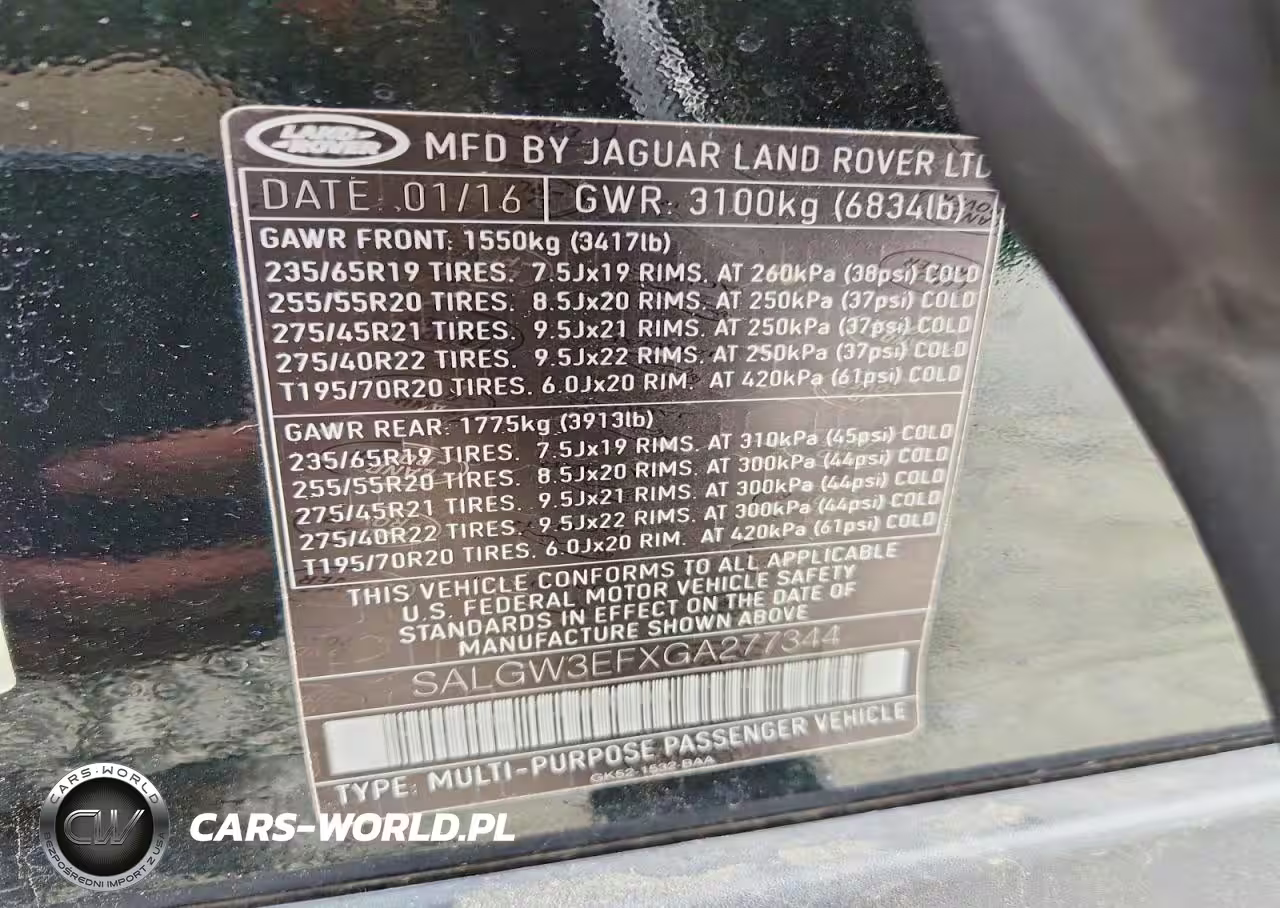 LAND-
-ROVER
MFD BY JAGUAR LAND ROVER LTD
DATE: 01/16 GWR: 3100kg (6834lb)
GAWR FRONT: 1550kg (3417lb)
235/65R19 TIRES. 7.5Jx19 RIMS. AT 260kPa (38psi) COLD
255/55R20 TIRES. 8.5Jx20 RIMS. AT 250kPa (37psi) COLD
275/45R21 TIRES. 9.5Jx21 RIMS. AT 250kPa (37psi) COLD
275/40R22 TIRES. 9.5Jx22 RIMS. AT 250kPa (37psi) COLD
T195/70R20 TIRES. 6.0Jx20 RIM. AT 420kPa (61psi) COLD
GAWR REAR: 1775kg (3913lb)
235/65R19 TIRES. 7.5Jx19 RIMS. AT 310kPa (45psi) COLD
255/55R20 TIRES. 8.5Jx20 RIMS. AT 300kPa (44psi) COLD
275/45R21 TIRES. 9.5Jx21 RIMS. AT 300kPa (44psi) COLD
275/40R22 TIRES. 9.5Jx22 RIMS. AT 300kPa (44psi) COLD
T195/70R20 TIRES. 6.0Jx20 RIM. AT 420kPa (61psi) COLD
THIS VEHICLE CONFORMS TO ALL APPLICABLE
U.S. FEDERAL MOTOR VEHICLE SAFETY
STANDARDS IN EFFECT ON THE DATE OF
MANUFACTURE SHOWN ABOVE
SALGW3EFXGA277344
TYPE: MULTI-PURPOSE PASSENGER VEHICLE
GK52-1532-BAA
CARS-WORLD
CW
BEZPOŚREDNI IMPORT Z USA
CARS-WORLD.PL